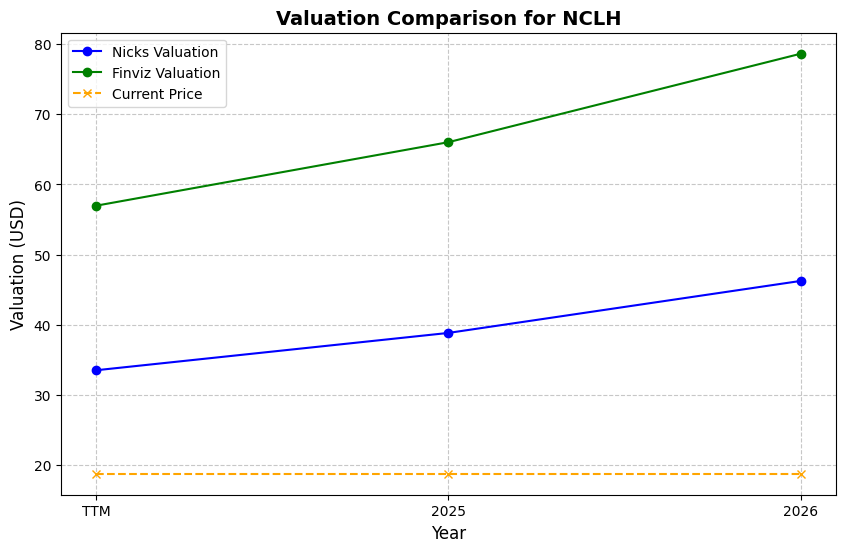 Valuation Comparison for NCLH
Nicks Valuation
Finviz Valuation
Current Price
Valuation (USD)
80
70
60
50
40
30
20
TTM
2025
2026
Year